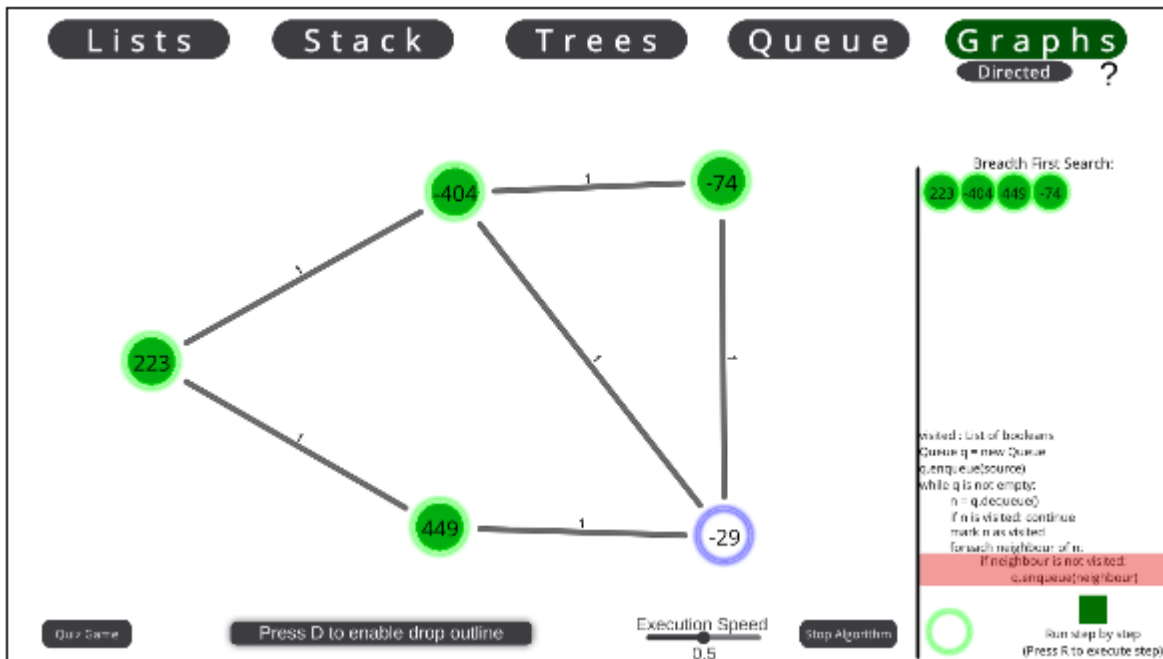 Lists Stack Trees Queue Graphs
Directed ?
Breadth First Search:
223 -404 449 -74
-404 1 -74
1
1
1
223
1
449 1 -29
visited : List of booleans
Queue q = new Queue
q.enqueue(source)
while q is not empty:
n = q.dequeue()
if n is visited: continue
mark n as visited
foreach neighbour of n:
if neighbour is not visited:
q.enqueue(neighbour)
Quiz Game
Press D to enable drop outline
Execution Speed
0.5
Stop Algorithm
Run step by step
(Press R to execute step)